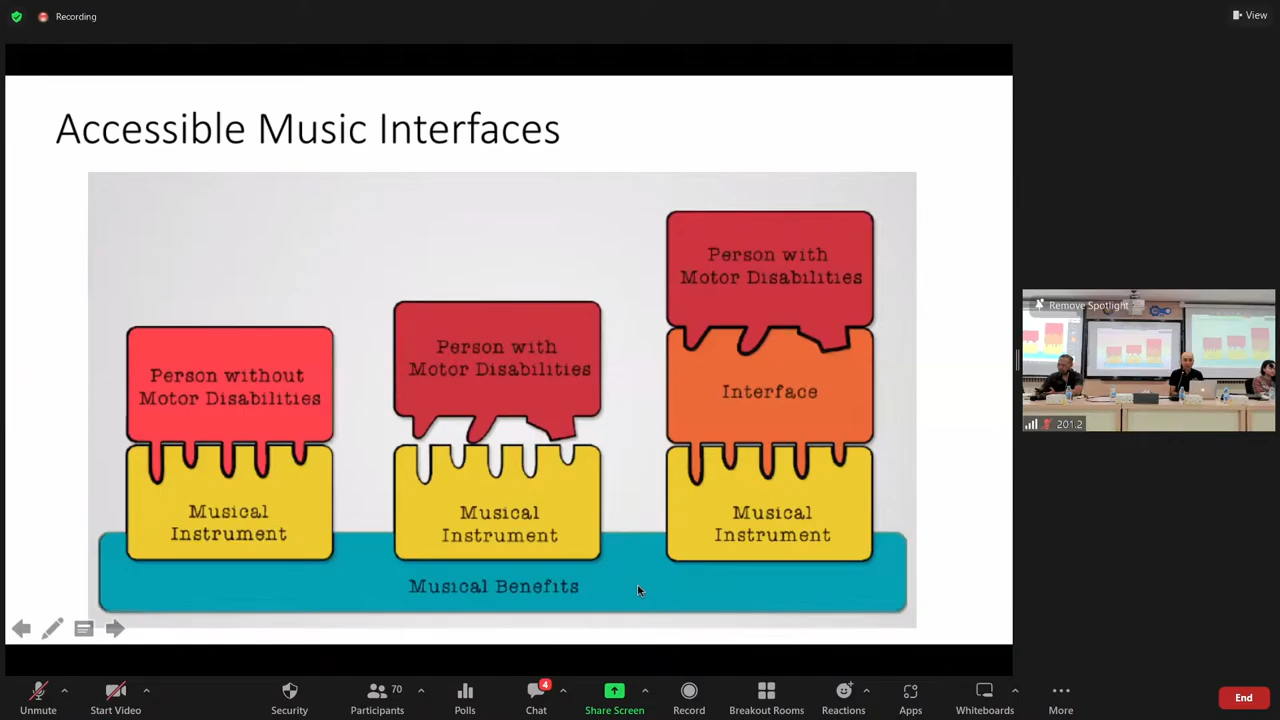 Recording
View
Accessible Music Interfaces
Person with
Motor Disabilities
Person with
Motor Disabilities
Person without
Motor Disabilities
Interface
Musical
Instrument
Musical
Instrument
Musical
Instrument
Musical Benefits
Remove Spotlight
201.2
Unmute
Start Video
Security
70
Participants
Polls
4
Chat
Share Screen
Record
Breakout Rooms
Reactions
Apps
Whiteboards
More
End